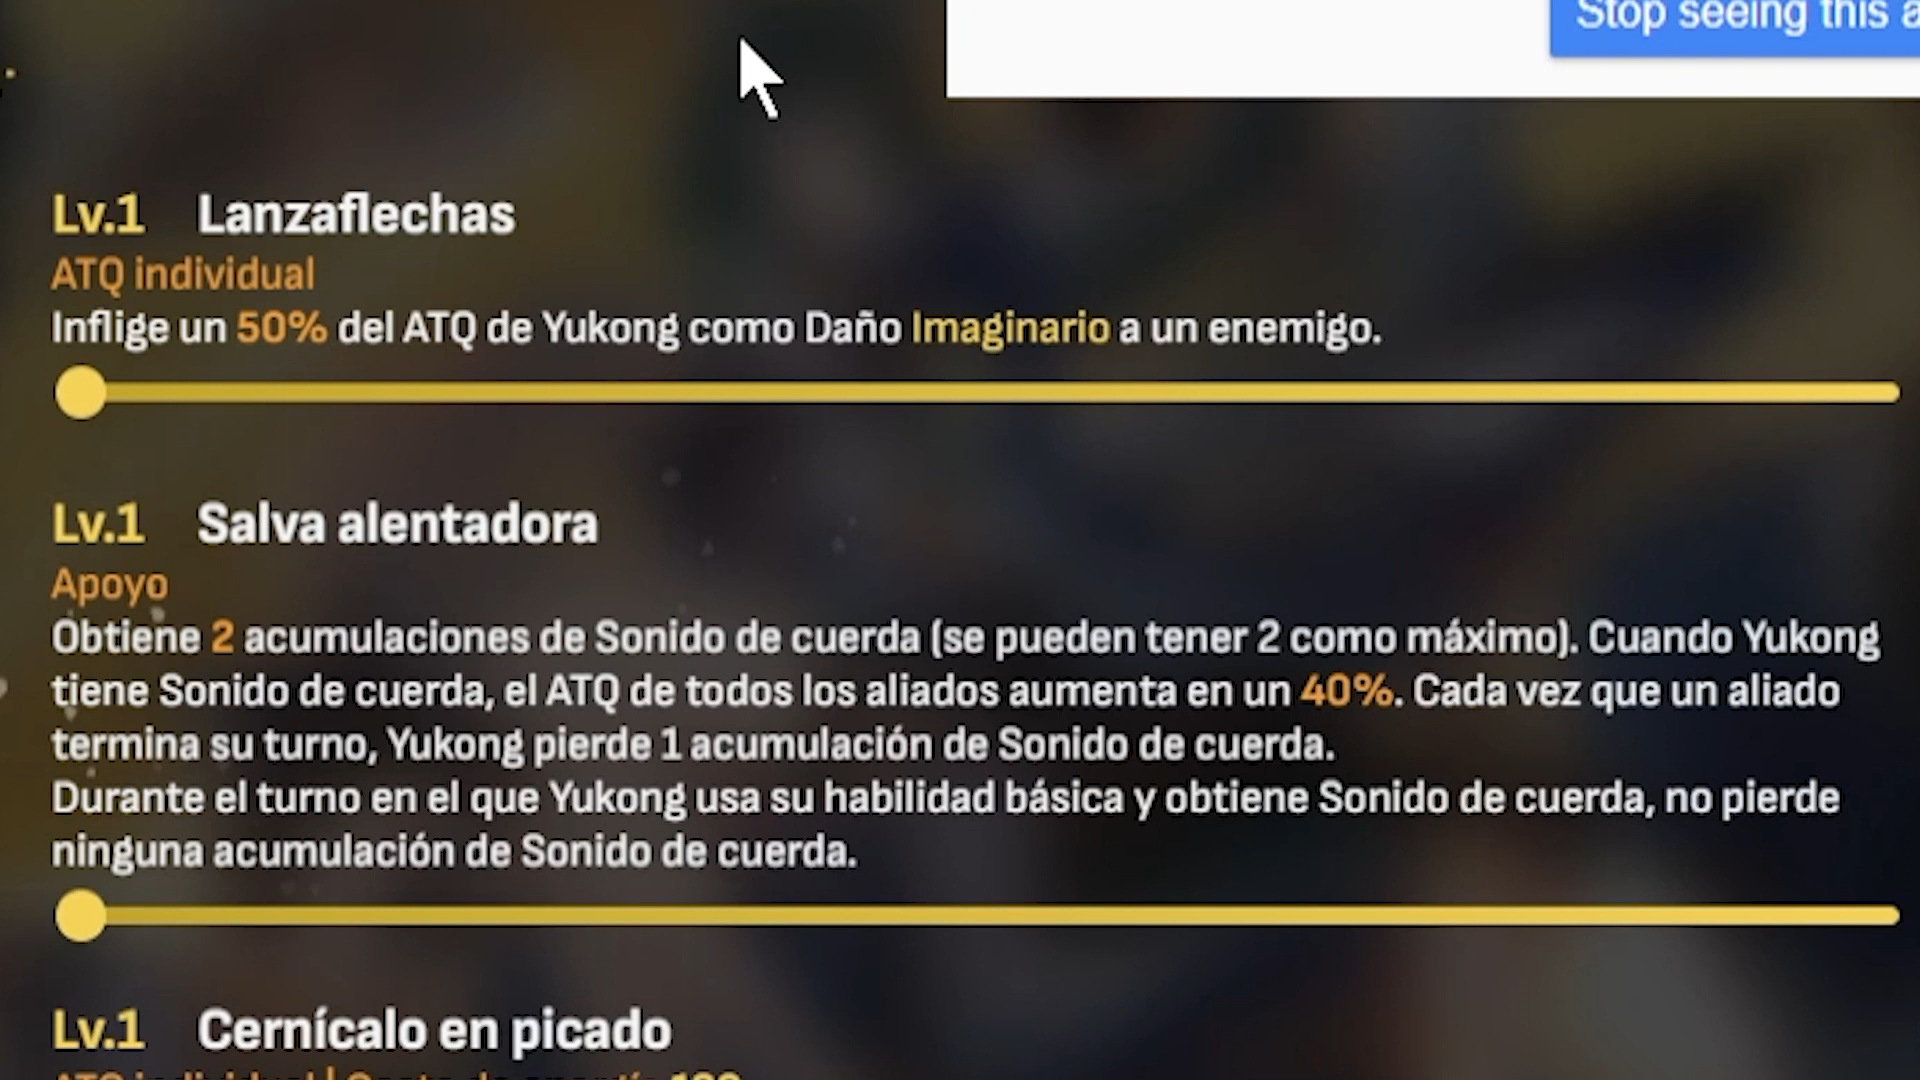 Stop seeing this a
Lv.1 Lanzaflechas
ATQ individual
Inflige un 50% del ATQ de Yukong como Daño Imaginario a un enemigo.
Lv.1 Salva alentadora
Apoyo
Obtiene 2 acumulaciones de Sonido de cuerda (se pueden tener 2 como máximo). Cuando Yukong
tiene Sonido de cuerda, el ATQ de todos los aliados aumenta en un 40%. Cada vez que un aliado
termina su turno, Yukong pierde 1 acumulación de Sonido de cuerda.
Durante el turno en el que Yukong usa su habilidad básica y obtiene Sonido de cuerda, no pierde
ninguna acumulación de Sonido de cuerda.
Lv.1 Cernícalo en picado